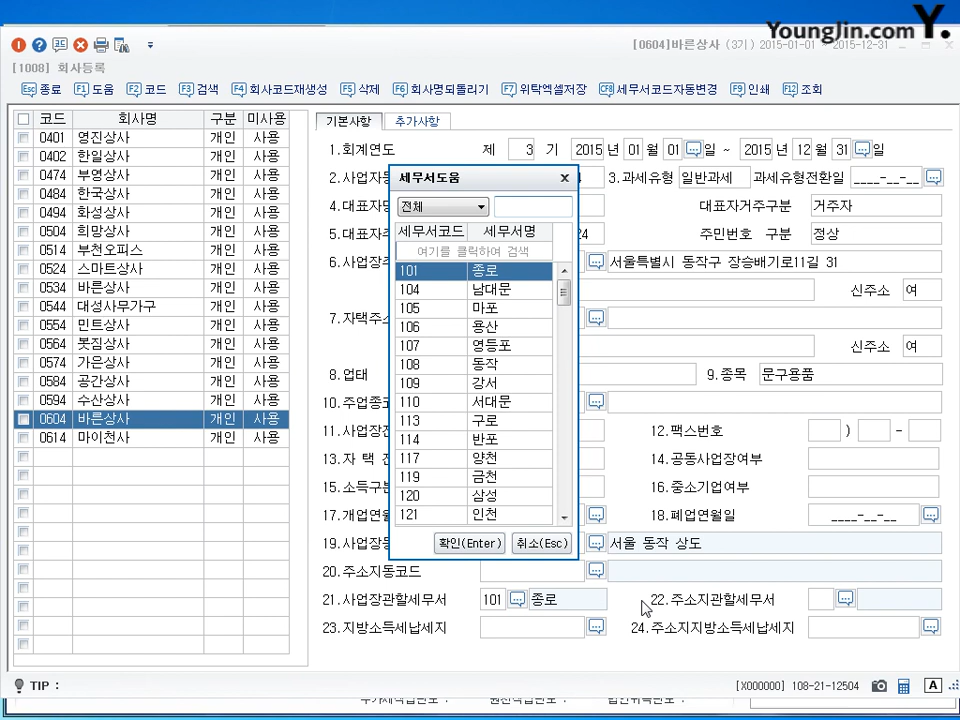 YoungJin.com Y.
[0604]바른상사 (3기) 2015-01-01 ~ 2015-12-31
[1008] 회사등록
Esc 종료 F1 도움 F2 코드 F3 검색 F4 회사코드재생성 F5 삭제 F6 회사명되돌리기 F7 위탁엑셀저장 CF8 세무서코드자동변경 F9 인쇄 F12 조회
코드 회사명 구분 미사용
0401 영진상사 개인 사용
0402 한일상사 개인 사용
0474 부영상사 개인 사용
0484 한국상사 개인 사용
0494 화성상사 개인 사용
0504 희망상사 개인 사용
0514 부천오피스 개인 사용
0524 스마트상사 개인 사용
0534 바른상사 개인 사용
0544 대성사무가구 개인 사용
0554 민트상사 개인 사용
0564 봇짐상사 개인 사용
0574 가은상사 개인 사용
0584 공간상사 개인 사용
0594 수산상사 개인 사용
0604 바른상사 개인 사용
0614 마이천사 개인 사용
기본사항 추가사항
1.회계연도 제 3 기 2015 년 01 월 01 일 ~ 2015 년 12 월 31 일
2.사업자등 4 3.과세유형 일반과세 과세유형전환일 ____-__-__
4.대표자명 대표자거주구분 거주자
5.대표자주 24 주민번호 구분 정상
6.사업장주 서울특별시 동작구 장승배기로11길 31
신주소 여
7.자택주소
신주소 여
8.업태 9.종목 문구용품
10.주업종코
11.사업장전 12.팩스번호 ) -
13.자 택 전 14.공동사업장여부
15.소득구분 16.중소기업여부
17.개업연월 18.폐업연월일 ____-__-__
19.사업장동 서울 동작 상도
20.주소지동코드
21.사업장관할세무서 101 종로 22.주소지관할세무서
23.지방소득세납세지 24.주소지지방소득세납세지
세무서도움 x
전체
세무서코드 세무서명
여기를 클릭하여 검색
101 종로
104 남대문
105 마포
106 용산
107 영등포
108 동작
109 강서
110 서대문
113 구로
114 반포
117 양천
119 금천
120 삼성
121 인천
확인(Enter) 취소(Esc)
TIP : [X000000] 108-21-12504 A